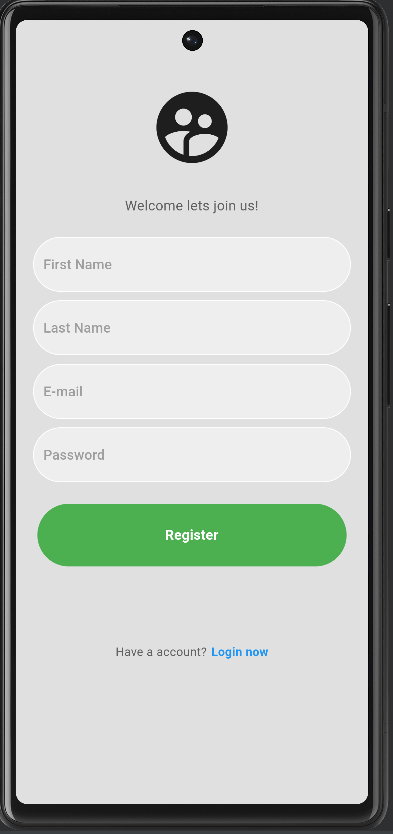 Welcome lets join us!
First Name
Last Name
E-mail
Password
Register
Have a account? Login now